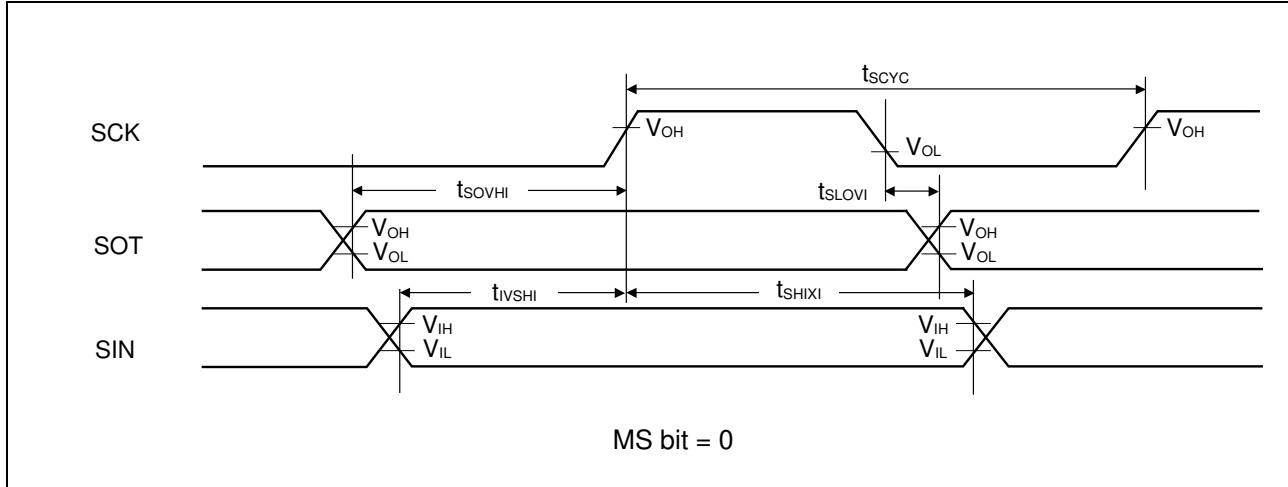 tSCYC
SCK
VOH
VOL
VOH
tSOVHI
tSLOVI
SOT
VOH
VOL
VOH
VOL
tIVSHI
tSHIXI
SIN
VIH
VIL
VIH
VIL
MS bit = 0